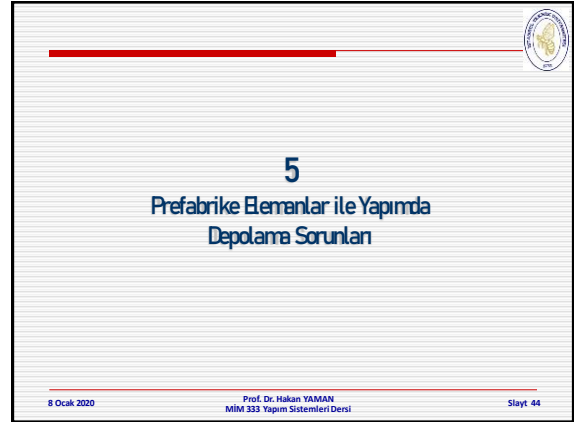 5
Prefabrike Elemanlar ile Yapımda
Depolama Sorunları
8 Ocak 2020
Prof. Dr. Hakan YAMAN
MİM 333 Yapım Sistemleri Dersi
Slayt 44